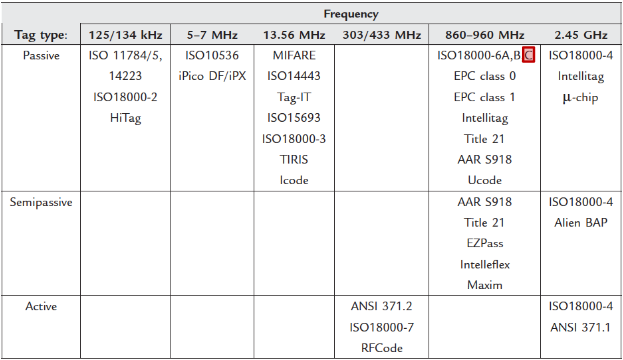 Frequency
Tag type: 125/134 kHz 5–7 MHz 13.56 MHz 303/433 MHz 860–960 MHz 2.45 GHz
Passive ISO 11784/5, ISO10536 MIFARE ISO18000-6A,B,C ISO18000-4
14223 iPico DF/iPX ISO14443 EPC class 0 Intellitag
ISO18000-2 Tag-IT EPC class 1 μ-chip
HiTag ISO15693 Intellitag
ISO18000-3 Title 21
TIRIS AAR S918
Icode Ucode
Semipassive AAR S918 ISO18000-4
Title 21 Alien BAP
EZPass
Intelleflex
Maxim
Active ANSI 371.2 ISO18000-4
ISO18000-7 ANSI 371.1
RFCode